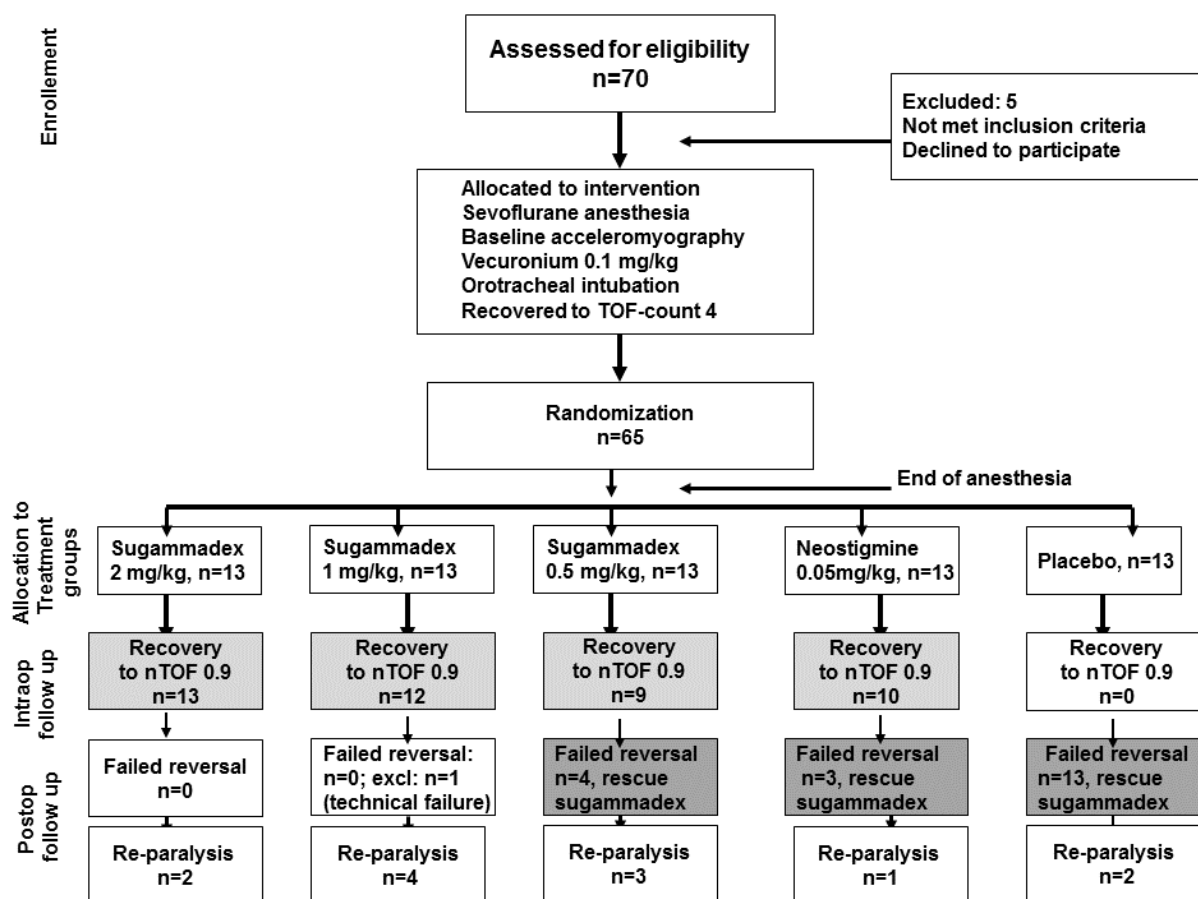 Enrollement
Assessed for eligibility
n=70
Excluded: 5
Not met inclusion criteria
Declined to participate
Allocated to intervention
Sevoflurane anesthesia
Baseline acceleromyography
Vecuronium 0.1 mg/kg
Orotracheal intubation
Recovered to TOF-count 4
Randomization
n=65
End of anesthesia
Allocation to
Treatment
groups
Sugammadex
2 mg/kg, n=13
Sugammadex
1 mg/kg, n=13
Sugammadex
0.5 mg/kg, n=13
Neostigmine
0.05mg/kg, n=13
Placebo, n=13
Intraop
follow up
Recovery
to nTOF 0.9
n=13
Recovery
to nTOF 0.9
n=12
Recovery
to nTOF 0.9
n=9
Recovery
to nTOF 0.9
n=10
Recovery
to nTOF 0.9
n=0
Postop
follow up
Failed reversal
n=0
Failed reversal:
n=0; excl: n=1
(technical failure)
Failed reversal
n=4, rescue
sugammadex
Failed reversal
n=3, rescue
sugammadex
Failed reversal
n=13, rescue
sugammadex
Re-paralysis
n=2
Re-paralysis
n=4
Re-paralysis
n=3
Re-paralysis
n=1
Re-paralysis
n=2